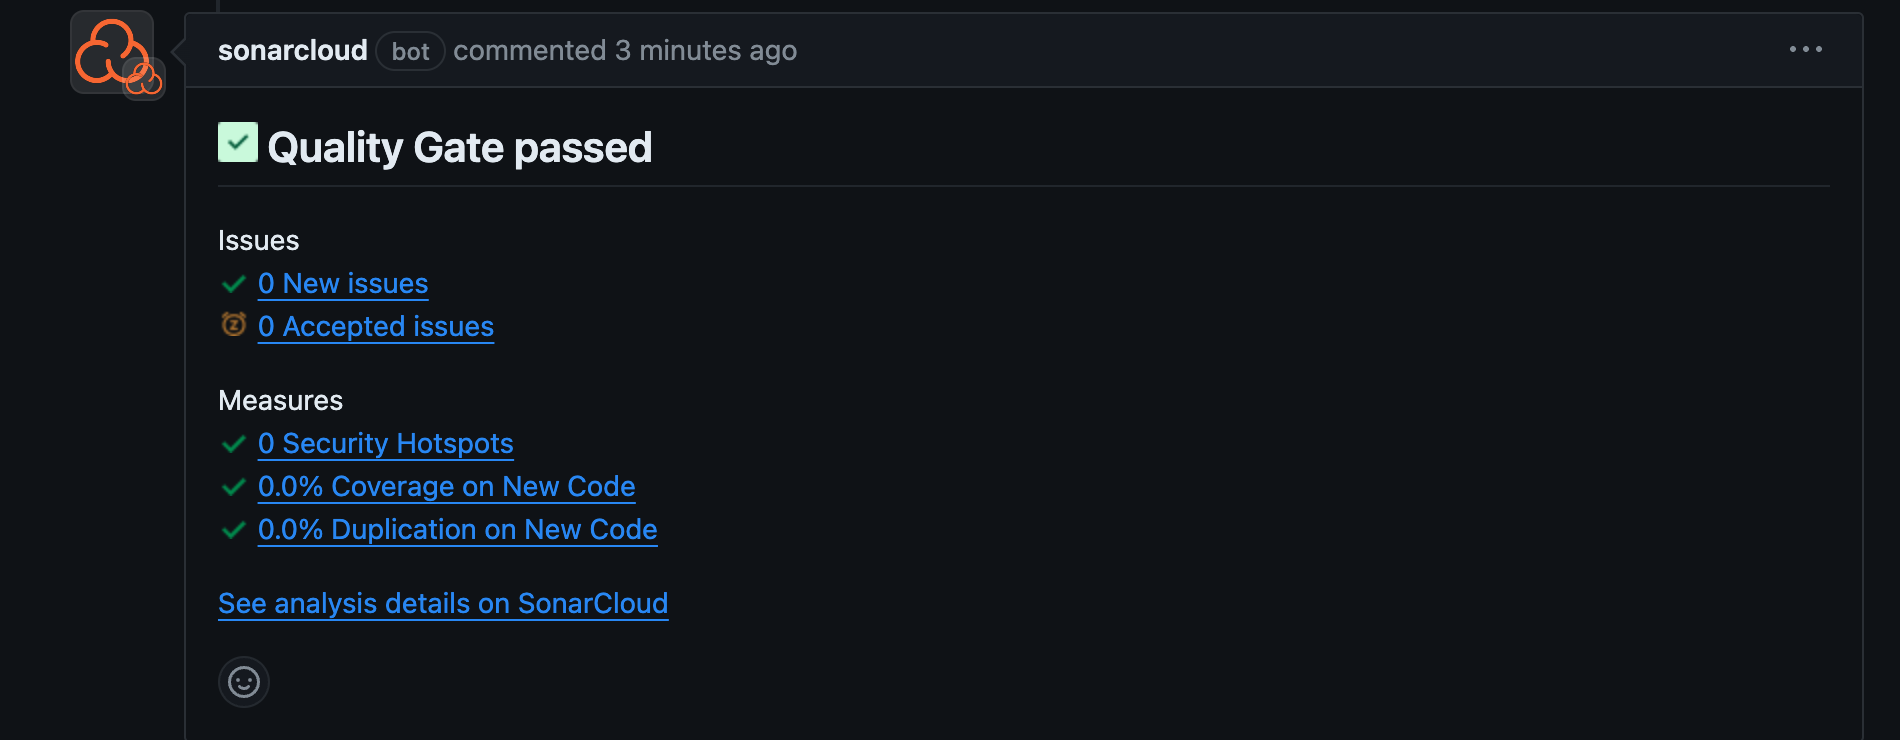 sonarcloud bot commented 3 minutes ago
Quality Gate passed
Issues
0 New issues
0 Accepted issues
Measures
0 Security Hotspots
0.0% Coverage on New Code
0.0% Duplication on New Code
See analysis details on SonarCloud